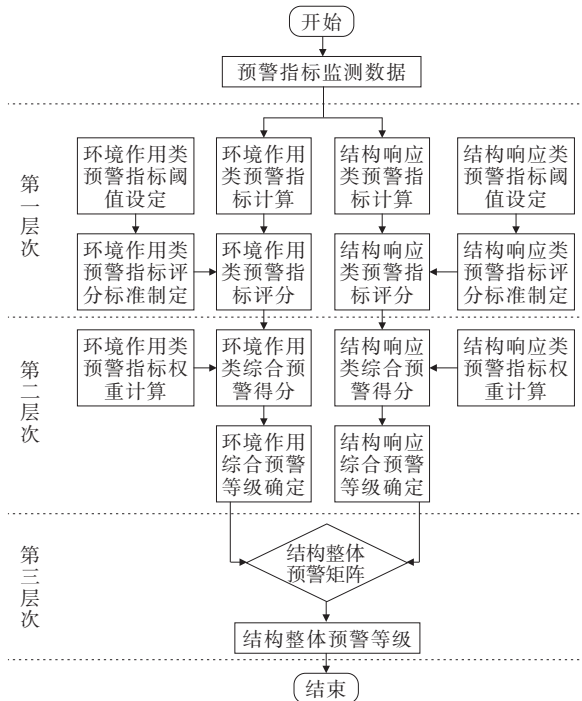 开始
预警指标监测数据
第一层次
环境作用类
预警指标阈
值设定
环境作用
类预警指
标计算
结构响应
类预警指
标计算
结构响应类
预警指标阈
值设定
环境作用类
预警指标评
分标准制定
环境作用
类预警指
标评分
结构响应
类预警指
标评分
结构响应类
预警指标评
分标准制定
第二层次
环境作用类
预警指标权
重计算
环境作用
类综合预
警得分
结构响应
类综合预
警得分
结构响应类
预警指标权
重计算
环境作用
综合预警
等级确定
结构响应
综合预警
等级确定
第三层次
结构整体
预警矩阵
结构整体预警等级
结束